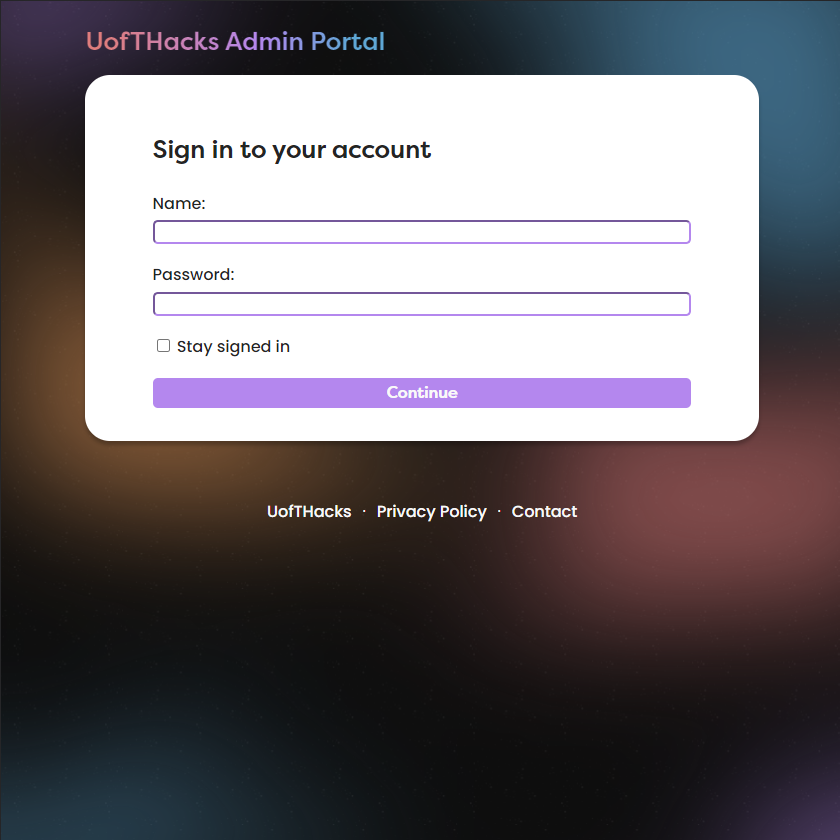 UofTHacks Admin Portal
Sign in to your account
Name:
Password:
Stay signed in
Continue
UofTHacks · Privacy Policy · Contact